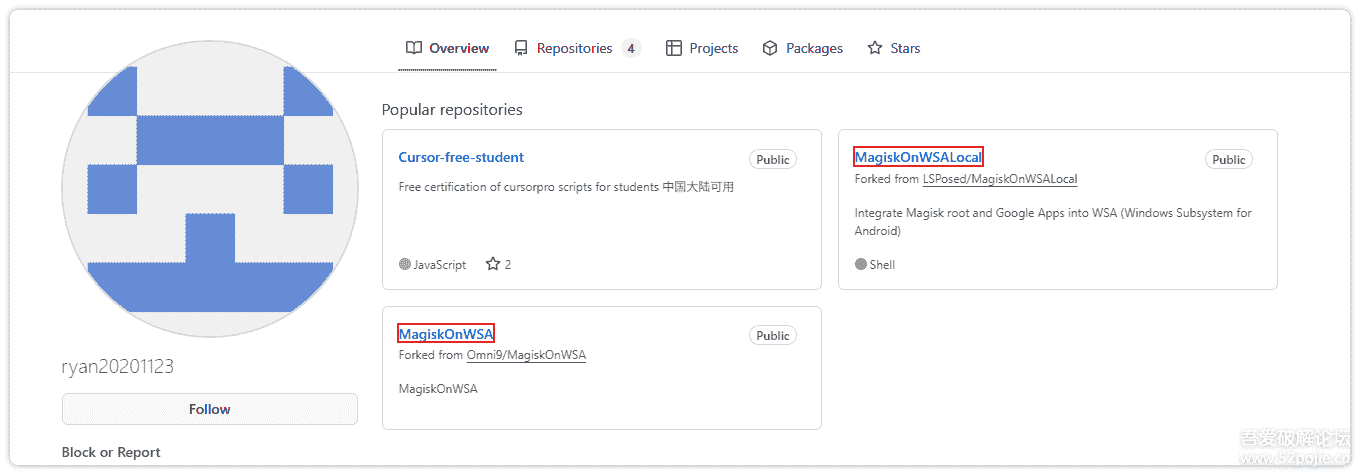 Overview Repositories 4 Projects Packages Stars
Popular repositories
Cursor-free-student Public
Free certification of cursorpro scripts for students 中国大陆可用
JavaScript 2
MagiskOnWSALocal Public
Forked from LSPosed/MagiskOnWSALocal
Integrate Magisk root and Google Apps into WSA (Windows Subsystem for
Android)
Shell
MagiskOnWSA Public
Forked from Omni9/MagiskOnWSA
MagiskOnWSA
ryan20201123
Follow
Block or Report
吾爱破解论坛
www.52pojie.cn